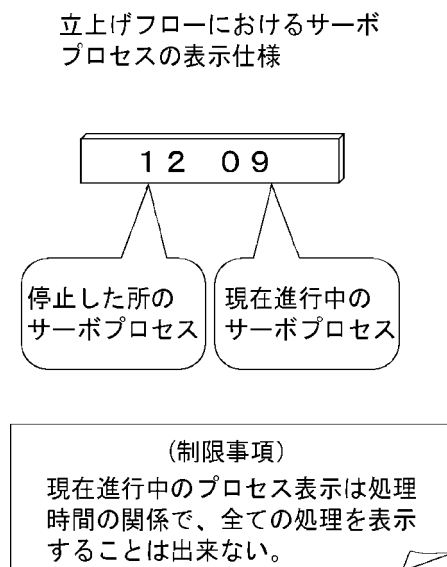 立上げフローにおけるサーボ
プロセスの表示仕様
12 09
停止した所の
サーボプロセス
現在進行中の
サーボプロセス
(制限事項)
現在進行中のプロセス表示は処理
時間の関係で、全ての処理を表示
することは出来ない。